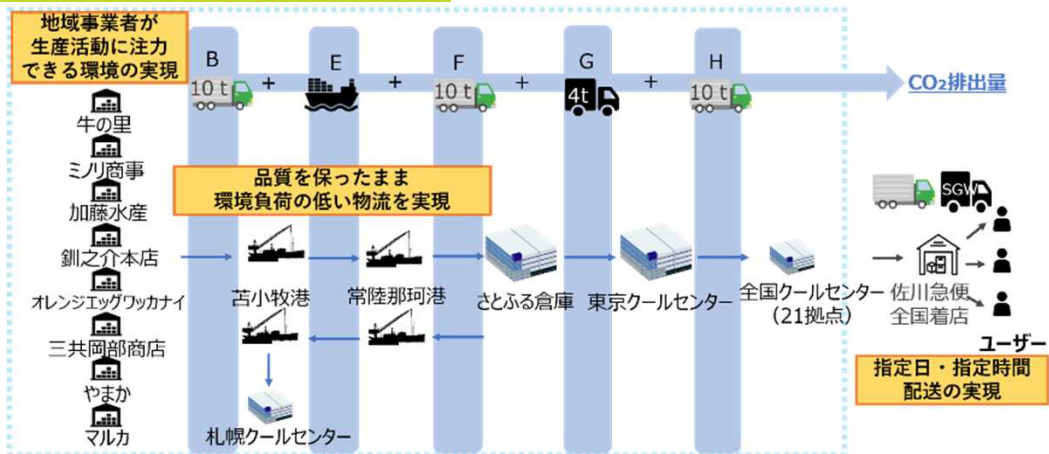 地域事業者が
生産活動に注力
できる環境の実現
B
E
F
G
H
10 t
+
+
10 t
+
4t
+
10 t
CO₂排出量
牛の里
ミノリ商事
加藤水産
釧之介本店
オレンジエッグワッカナイ
三共岡部商店
やまか
マルカ
品質を保ったまま
環境負荷の低い物流を実現
苫小牧港
常陸那珂港
さとふる倉庫
東京クールセンター
全国クールセンター
(21拠点)
札幌クールセンター
SGW
佐川急便
全国着店
ユーザー
指定日・指定時間
配送の実現